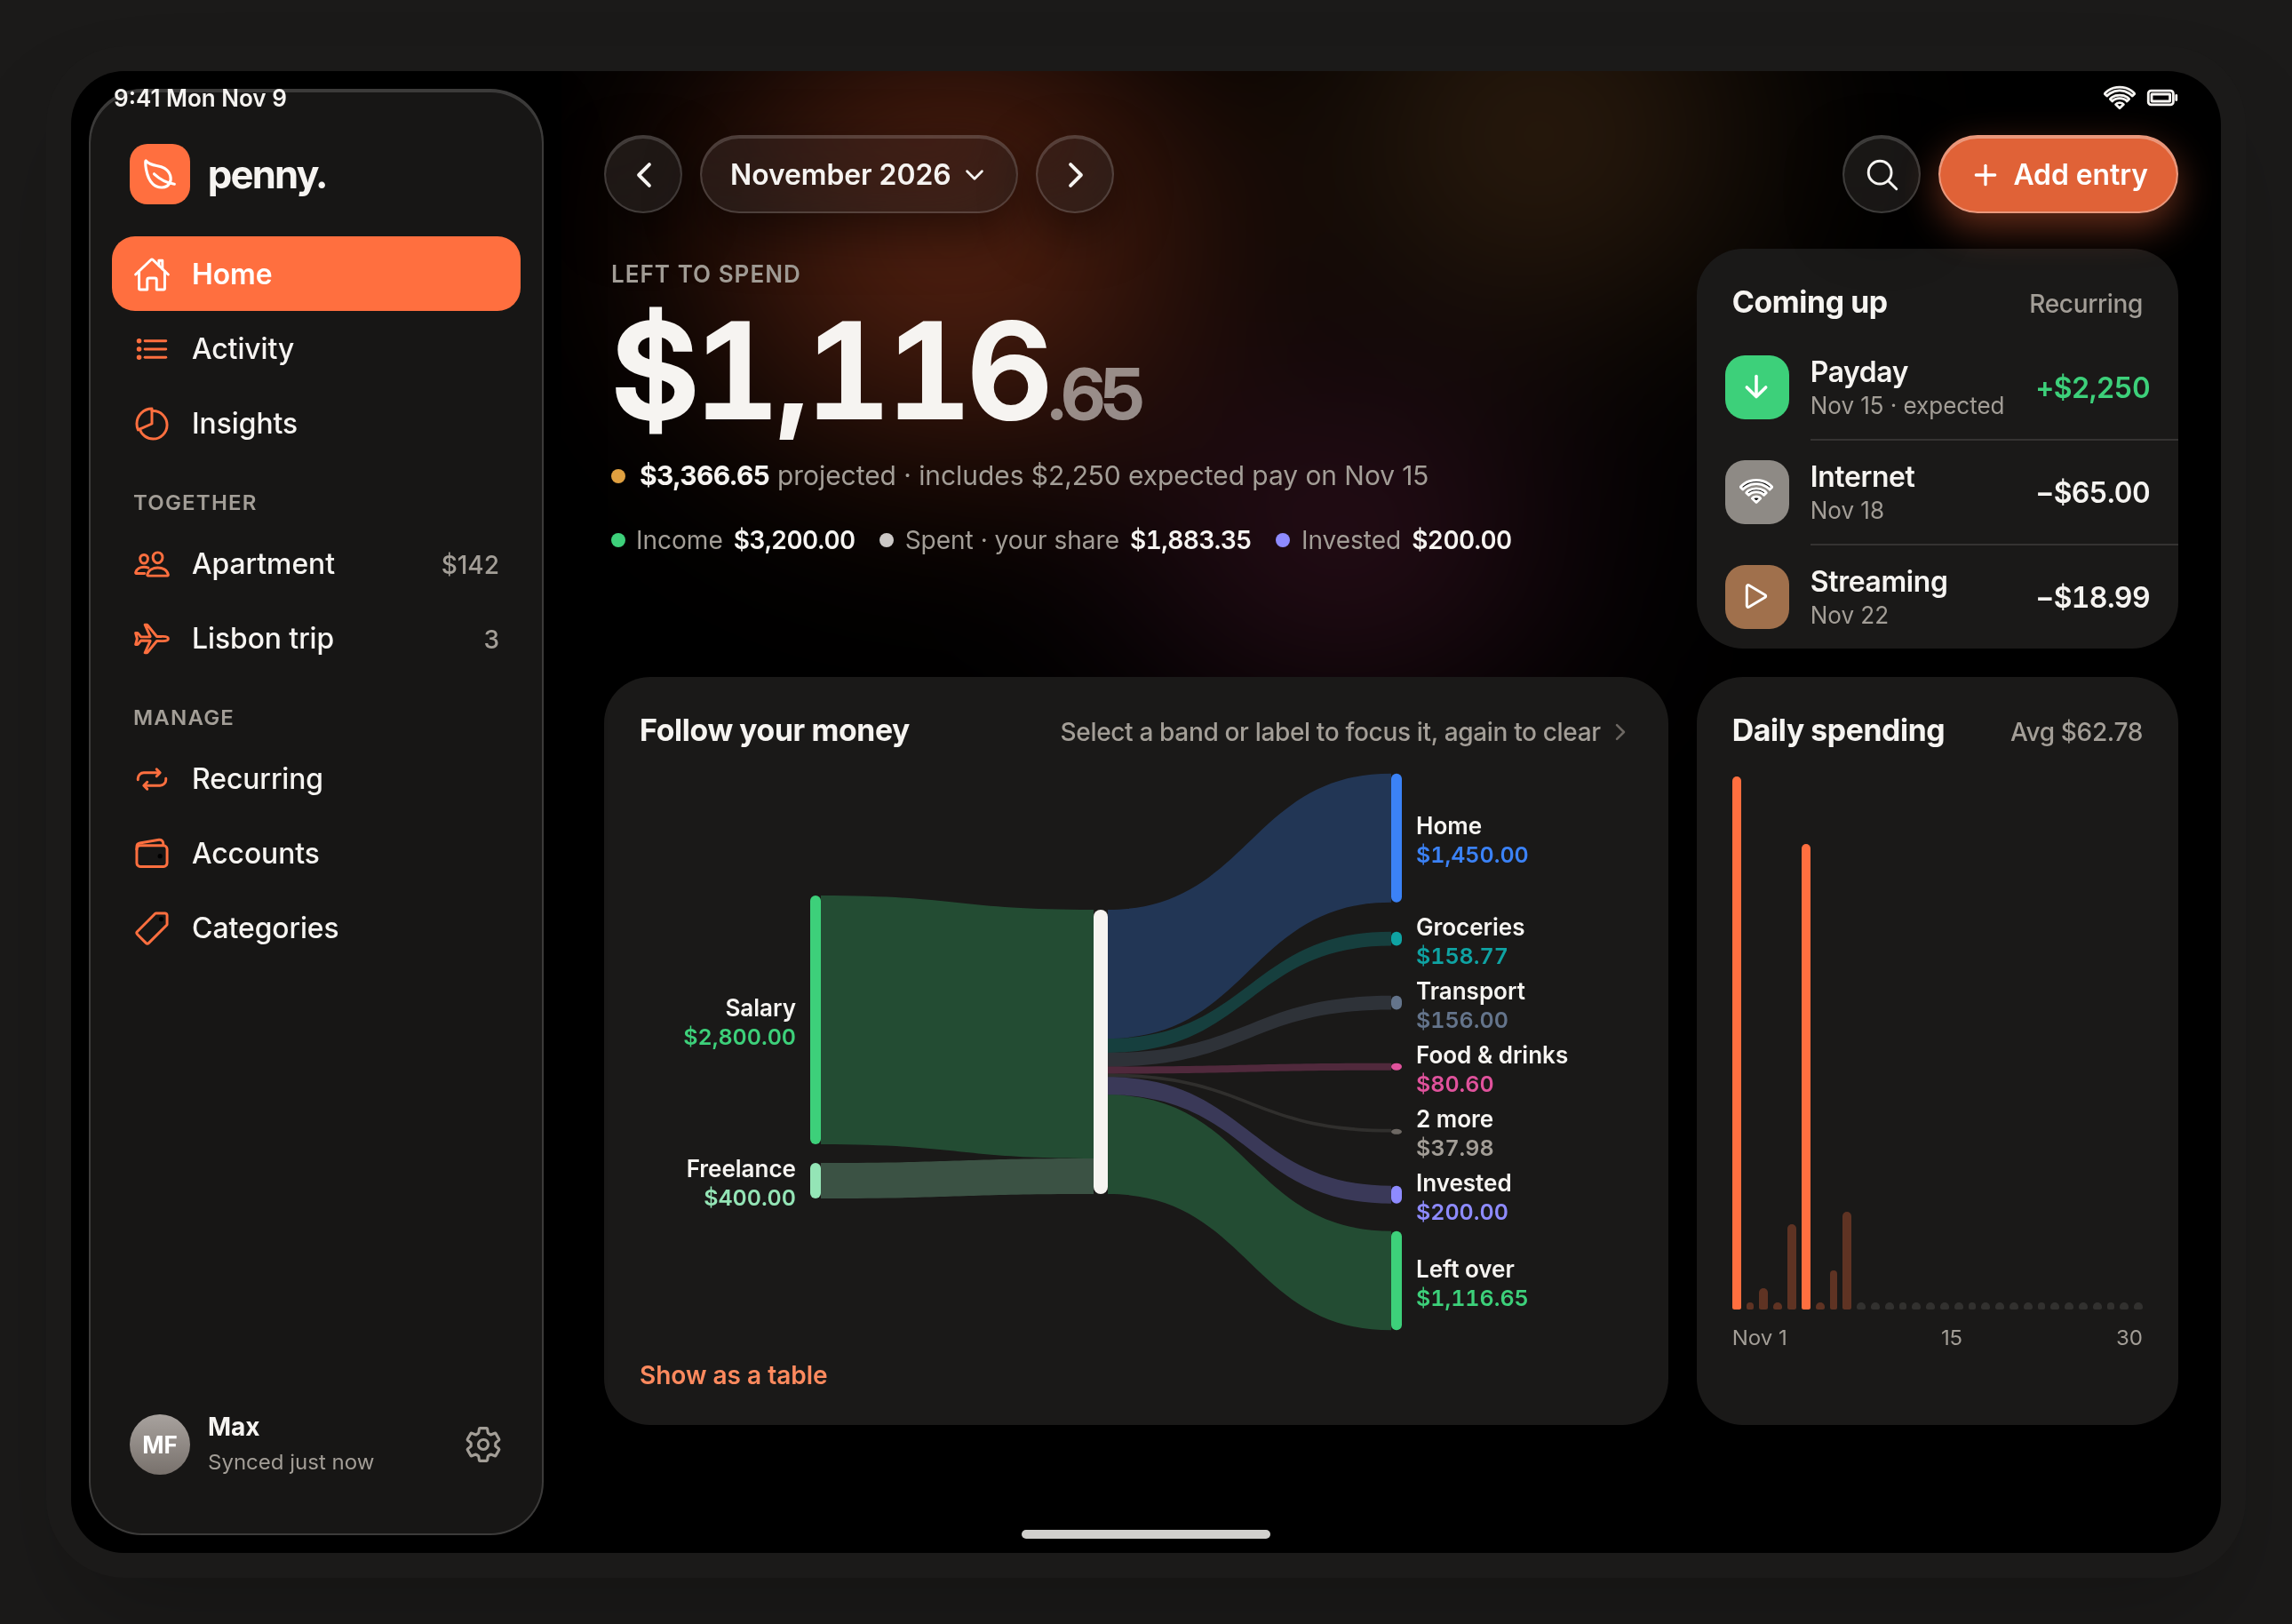 9:41 Mon Nov 9
penny.
Home
Activity
Insights
TOGETHER
Apartment $142
Lisbon trip 3
MANAGE
Recurring
Accounts
Categories
MF
Max
Synced just now
November 2026
Add entry
LEFT TO SPEND
$1,116.65
$3,366.65 projected · includes $2,250 expected pay on Nov 15
Income $3,200.00 Spent · your share $1,883.35 Invested $200.00
Coming up Recurring
Payday
Nov 15 · expected
+$2,250
Internet
Nov 18
−$65.00
Streaming
Nov 22
−$18.99
Follow your money Select a band or label to focus it, again to clear
Salary
$2,800.00
Freelance
$400.00
Home
$1,450.00
Groceries
$158.77
Transport
$156.00
Food & drinks
$80.60
2 more
$37.98
Invested
$200.00
Left over
$1,116.65
Show as a table
Daily spending Avg $62.78
Nov 1 15 30